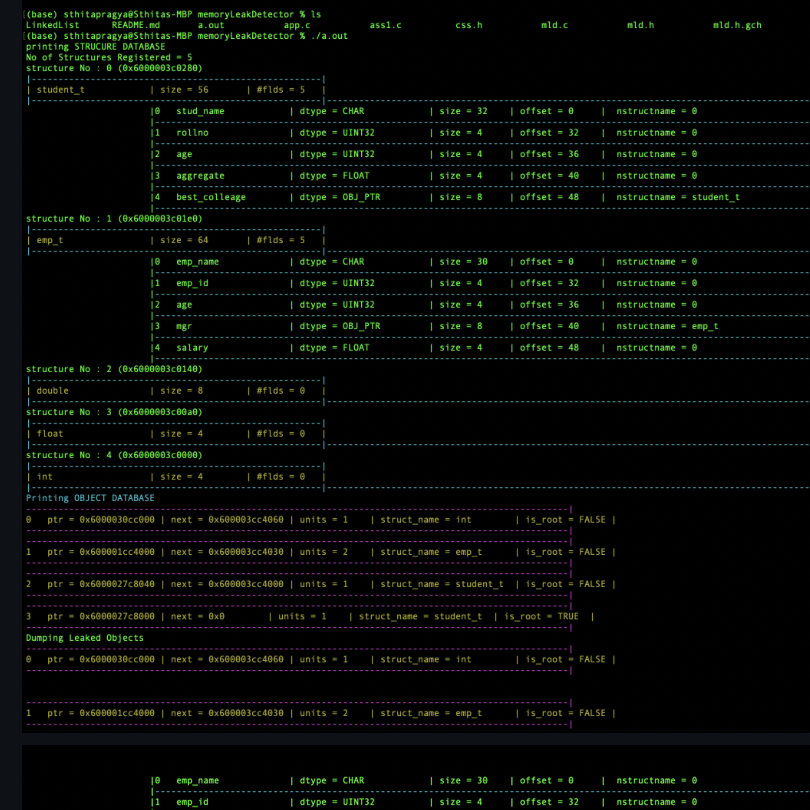 (base) sthitapragya@Sthitas-MBP memoryLeakDetector % ls
LinkedList README.md a.out app.c ass1.c css.h mld.c mld.h mld.h.gch
(base) sthitapragya@Sthitas-MBP memoryLeakDetector % ./a.out
printing STRUCURE DATABASE
No of Structures Registered = 5
structure No : 0 (0x6000003c0280)
| student_t | size = 56 | #flds = 5 |
|0 stud_name | dtype = CHAR | size = 32 | offset = 0 | nstructname = 0
|1 rollno | dtype = UINT32 | size = 4 | offset = 32 | nstructname = 0
|2 age | dtype = UINT32 | size = 4 | offset = 36 | nstructname = 0
|3 aggregate | dtype = FLOAT | size = 4 | offset = 40 | nstructname = 0
|4 best_colleage | dtype = OBJ_PTR | size = 8 | offset = 48 | nstructname = student_t
structure No : 1 (0x6000003c01e0)
| emp_t | size = 64 | #flds = 5 |
|0 emp_name | dtype = CHAR | size = 30 | offset = 0 | nstructname = 0
|1 emp_id | dtype = UINT32 | size = 4 | offset = 32 | nstructname = 0
|2 age | dtype = UINT32 | size = 4 | offset = 36 | nstructname = 0
|3 mgr | dtype = OBJ_PTR | size = 8 | offset = 40 | nstructname = emp_t
|4 salary | dtype = FLOAT | size = 4 | offset = 48 | nstructname = 0
structure No : 2 (0x6000003c0140)
| double | size = 8 | #flds = 0 |
structure No : 3 (0x6000003c00a0)
| float | size = 4 | #flds = 0 |
structure No : 4 (0x6000003c0000)
| int | size = 4 | #flds = 0 |
Printing OBJECT DATABASE
0 ptr = 0x6000030cc000 | next = 0x600003cc4060 | units = 1 | struct_name = int | is_root = FALSE |
1 ptr = 0x600001cc4000 | next = 0x600003cc4030 | units = 2 | struct_name = emp_t | is_root = FALSE |
2 ptr = 0x6000027c8040 | next = 0x600003cc4000 | units = 1 | struct_name = student_t | is_root = FALSE |
3 ptr = 0x6000027c8000 | next = 0x0 | units = 1 | struct_name = student_t | is_root = TRUE |
Dumping Leaked Objects
0 ptr = 0x6000030cc000 | next = 0x600003cc4060 | units = 1 | struct_name = int | is_root = FALSE |
1 ptr = 0x600001cc4000 | next = 0x600003cc4030 | units = 2 | struct_name = emp_t | is_root = FALSE |
|0 emp_name | dtype = CHAR | size = 30 | offset = 0 | nstructname = 0
|1 emp_id | dtype = UINT32 | size = 4 | offset = 32 | nstructname = 0